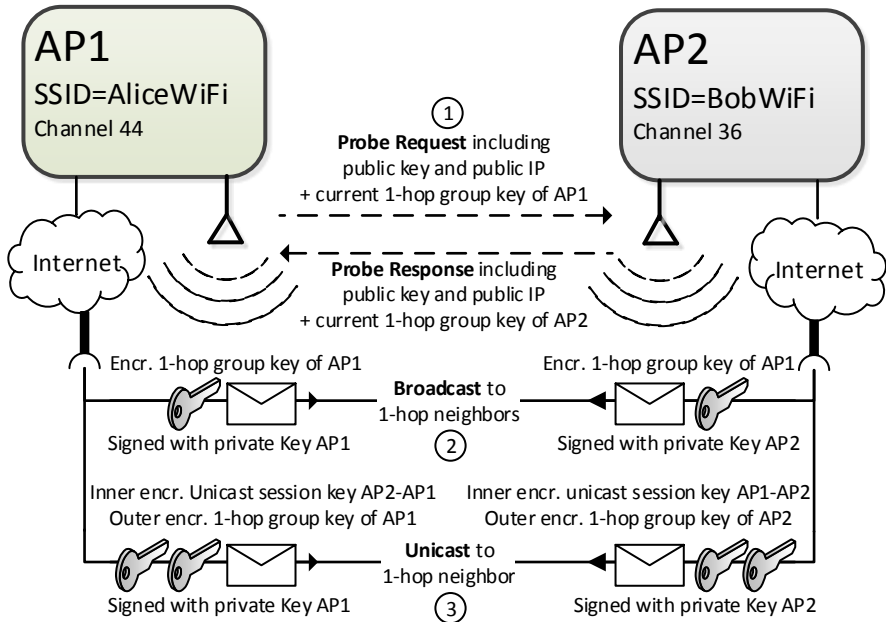 AP1
SSID=AliceWiFi
Channel 44
AP2
SSID=BobWiFi
Channel 36
1
Probe Request including
public key and public IP
+ current 1-hop group key of AP1
Internet
Internet
Probe Response including
public key and public IP
+ current 1-hop group key of AP2
Encr. 1-hop group key of AP1
Signed with private Key AP1
Broadcast to
1-hop neighbors
2
Encr. 1-hop group key of AP1
Signed with private Key AP2
Inner encr. Unicast session key AP2-AP1
Outer encr. 1-hop group key of AP1
Signed with private Key AP1
Unicast to
1-hop neighbor
3
Inner encr. unicast session key AP1-AP2
Outer encr. 1-hop group key of AP2
Signed with private Key AP2